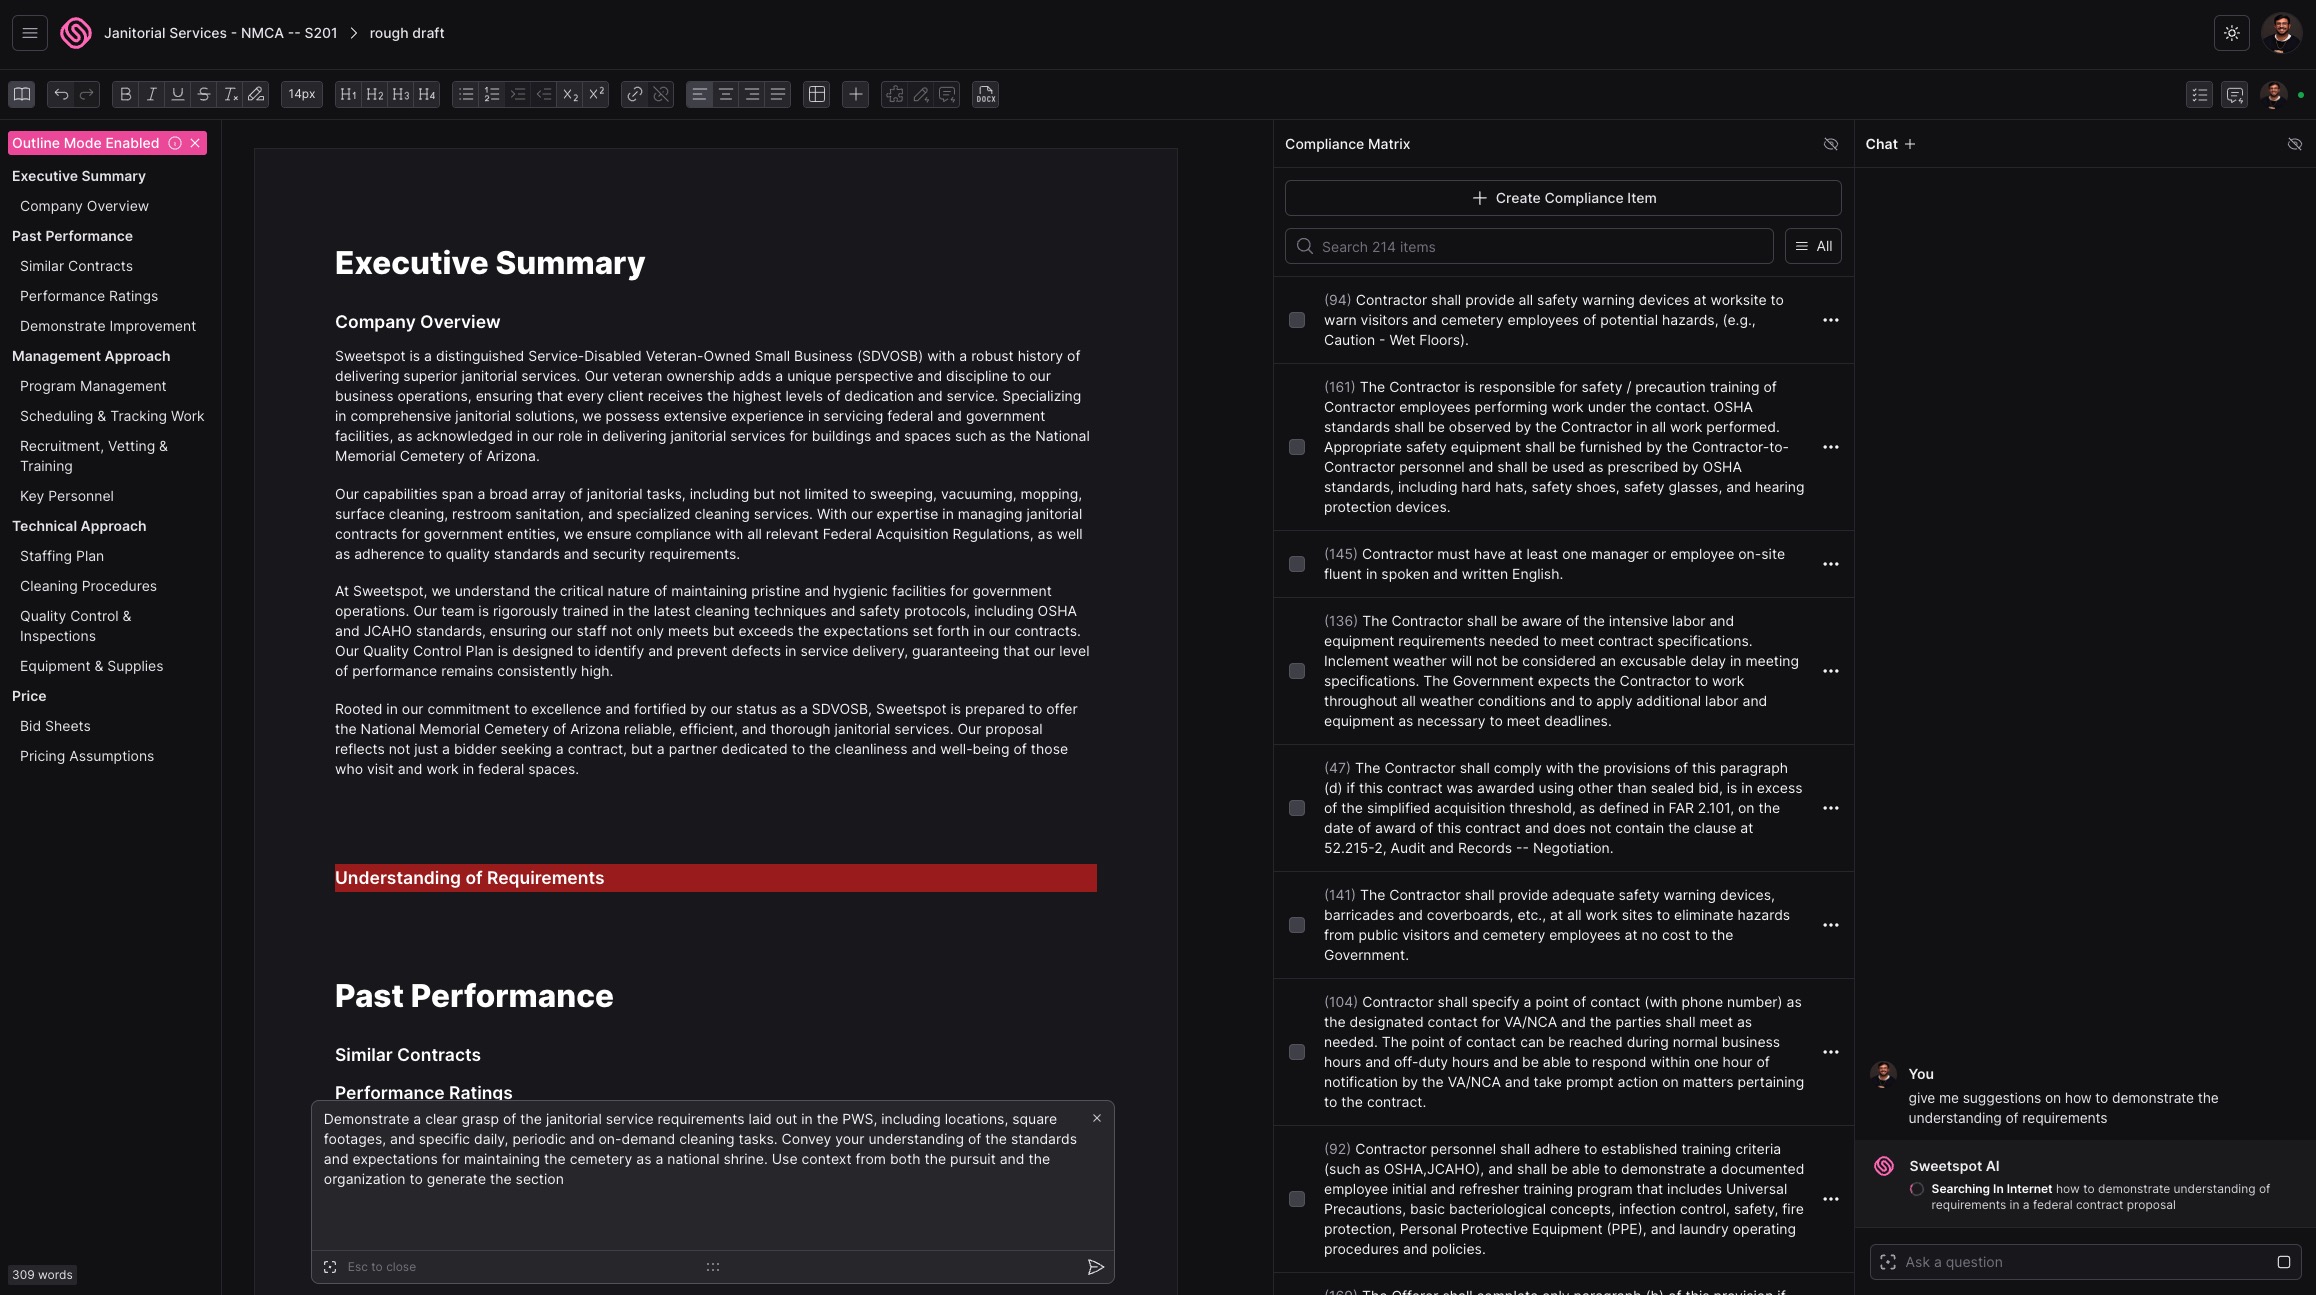 Janitorial Services - NMCA -- S201 > rough draft
B I U S Tx 14px H1 H2 H3 H4 X2 X2 DOCX
Outline Mode Enabled
Executive Summary
Company Overview
Past Performance
Similar Contracts
Performance Ratings
Demonstrate Improvement
Management Approach
Program Management
Scheduling & Tracking Work
Recruitment, Vetting &
Training
Key Personnel
Technical Approach
Staffing Plan
Cleaning Procedures
Quality Control &
Inspections
Equipment & Supplies
Price
Bid Sheets
Pricing Assumptions
309 words
Executive Summary
Company Overview
Sweetspot is a distinguished Service-Disabled Veteran-Owned Small Business (SDVOSB) with a robust history of
delivering superior janitorial services. Our veteran ownership adds a unique perspective and discipline to our
business operations, ensuring that every client receives the highest levels of dedication and service. Specializing
in comprehensive janitorial solutions, we possess extensive experience in servicing federal and government
facilities, as acknowledged in our role in delivering janitorial services for buildings and spaces such as the National
Memorial Cemetery of Arizona.
Our capabilities span a broad array of janitorial tasks, including but not limited to sweeping, vacuuming, mopping,
surface cleaning, restroom sanitation, and specialized cleaning services. With our expertise in managing janitorial
contracts for government entities, we ensure compliance with all relevant Federal Acquisition Regulations, as well
as adherence to quality standards and security requirements.
At Sweetspot, we understand the critical nature of maintaining pristine and hygienic facilities for government
operations. Our team is rigorously trained in the latest cleaning techniques and safety protocols, including OSHA
and JCAHO standards, ensuring our staff not only meets but exceeds the expectations set forth in our contracts.
Our Quality Control Plan is designed to identify and prevent defects in service delivery, guaranteeing that our level
of performance remains consistently high.
Rooted in our commitment to excellence and fortified by our status as a SDVOSB, Sweetspot is prepared to offer
the National Memorial Cemetery of Arizona reliable, efficient, and thorough janitorial services. Our proposal
reflects not just a bidder seeking a contract, but a partner dedicated to the cleanliness and well-being of those
who visit and work in federal spaces.
Understanding of Requirements
Past Performance
Similar Contracts
Performance Ratings
Demonstrate a clear grasp of the janitorial service requirements laid out in the PWS, including locations, square
footages, and specific daily, periodic and on-demand cleaning tasks. Convey your understanding of the standards
and expectations for maintaining the cemetery as a national shrine. Use context from both the pursuit and the
organization to generate the section
Esc to close
Compliance Matrix
Create Compliance Item
Search 214 items
All
(94) Contractor shall provide all safety warning devices at worksite to
warn visitors and cemetery employees of potential hazards, (e.g.,
Caution - Wet Floors).
(161) The Contractor is responsible for safety / precaution training of
Contractor employees performing work under the contact. OSHA
standards shall be observed by the Contractor in all work performed.
Appropriate safety equipment shall be furnished by the Contractor-to-
Contractor personnel and shall be used as prescribed by OSHA
standards, including hard hats, safety shoes, safety glasses, and hearing
protection devices.
(145) Contractor must have at least one manager or employee on-site
fluent in spoken and written English.
(136) The Contractor shall be aware of the intensive labor and
equipment requirements needed to meet contract specifications.
Inclement weather will not be considered an excusable delay in meeting
specifications. The Government expects the Contractor to work
throughout all weather conditions and to apply additional labor and
equipment as necessary to meet deadlines.
(47) The Contractor shall comply with the provisions of this paragraph
(d) if this contract was awarded using other than sealed bid, is in excess
of the simplified acquisition threshold, as defined in FAR 2.101, on the
date of award of this contract and does not contain the clause at
52.215-2, Audit and Records -- Negotiation.
(141) The Contractor shall provide adequate safety warning devices,
barricades and coverboards, etc., at all work sites to eliminate hazards
from public visitors and cemetery employees at no cost to the
Government.
(104) Contractor shall specify a point of contact (with phone number) as
the designated contact for VA/NCA and the parties shall meet as
needed. The point of contact can be reached during normal business
hours and off-duty hours and be able to respond within one hour of
notification by the VA/NCA and take prompt action on matters pertaining
to the contract.
(92) Contractor personnel shall adhere to established training criteria
(such as OSHA,JCAHO), and shall be able to demonstrate a documented
employee initial and refresher training program that includes Universal
Precautions, basic bacteriological concepts, infection control, safety, fire
protection, Personal Protective Equipment (PPE), and laundry operating
procedures and policies.
(169) The Offeror shall complete only paragraph (b) of this provision if
Chat +
You
give me suggestions on how to demonstrate the
understanding of requirements
Sweetspot AI
Searching In Internet how to demonstrate understanding of
requirements in a federal contract proposal
Ask a question